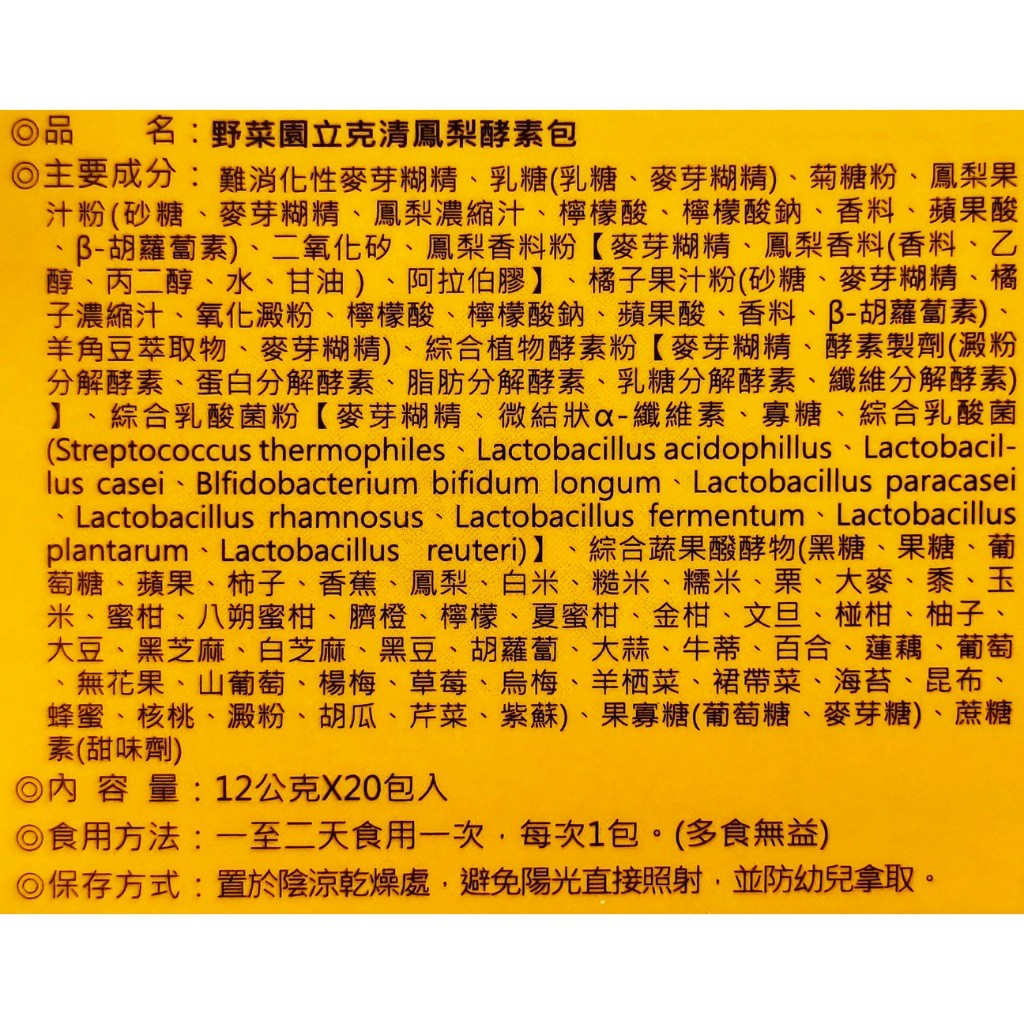 ◎品　　名：野菜園立克清鳳梨酵素包
◎主要成分：難消化性麥芽糊精、乳糖(乳糖、麥芽糊精)、菊糖粉、鳳梨果
汁粉(砂糖、麥芽糊精、鳳梨濃縮汁、檸檬酸、檸檬酸鈉、香料、蘋果酸
、β-胡蘿蔔素)、二氧化矽、鳳梨香料粉【麥芽糊精、鳳梨香料(香料、乙
醇、丙二醇、水、甘油)、阿拉伯膠】、橘子果汁粉(砂糖、麥芽糊精、橘
子濃縮汁、氧化澱粉、檸檬酸、檸檬酸鈉、蘋果酸、香料、β-胡蘿蔔素)、
羊角豆萃取物、麥芽糊精)、綜合植物酵素粉【麥芽糊精、酵素製劑(澱粉
分解酵素、蛋白分解酵素、脂肪分解酵素、乳糖分解酵素、纖維分解酵素)
】、綜合乳酸菌粉【麥芽糊精、微結狀α-纖維素、寡糖、綜合乳酸菌
(Streptococcus thermophiles、Lactobacillus acidophillus、Lactobacil-
lus casei、Blfidobacterium bifidum longum、Lactobacillus paracasei
、Lactobacillus rhamnosus、Lactobacillus fermentum、Lactobacillus
plantarum、Lactobacillus reuteri)】、綜合蔬果醱酵物(黑糖、果糖、葡
萄糖、蘋果、柿子、香蕉、鳳梨、白米、糙米、糯米、栗、大麥、黍、玉
米、蜜柑、八朔蜜柑、臍橙、檸檬、夏蜜柑、金柑、文旦、椪柑、柚子、
大豆、黑芝麻、白芝麻、黑豆、胡蘿蔔、大蒜、牛蒂、百合、蓮藕、葡萄
、無花果、山葡萄、楊梅、草莓、烏梅、羊栖菜、裙帶菜、海苔、昆布、
蜂蜜、核桃、澱粉、胡瓜、芹菜、紫蘇)、果寡糖(葡萄糖、麥芽糖)、蔗糖
素(甜味劑)
◎內 容 量：12公克X20包入
◎食用方法：一至二天食用一次，每次1包。(多食無益)
◎保存方式：置於陰涼乾燥處，避免陽光直接照射，並防幼兒拿取。